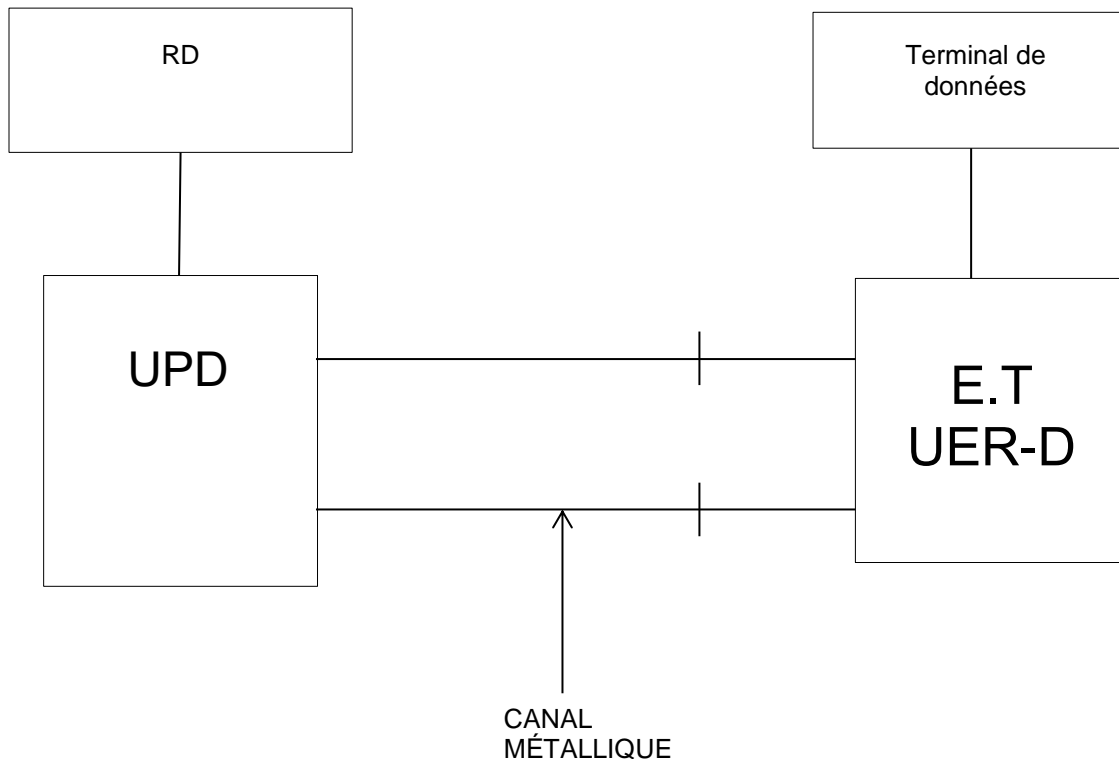 RD
Terminal de
données
UPD
E.T
UER-D
CANAL
MÉTALLIQUE